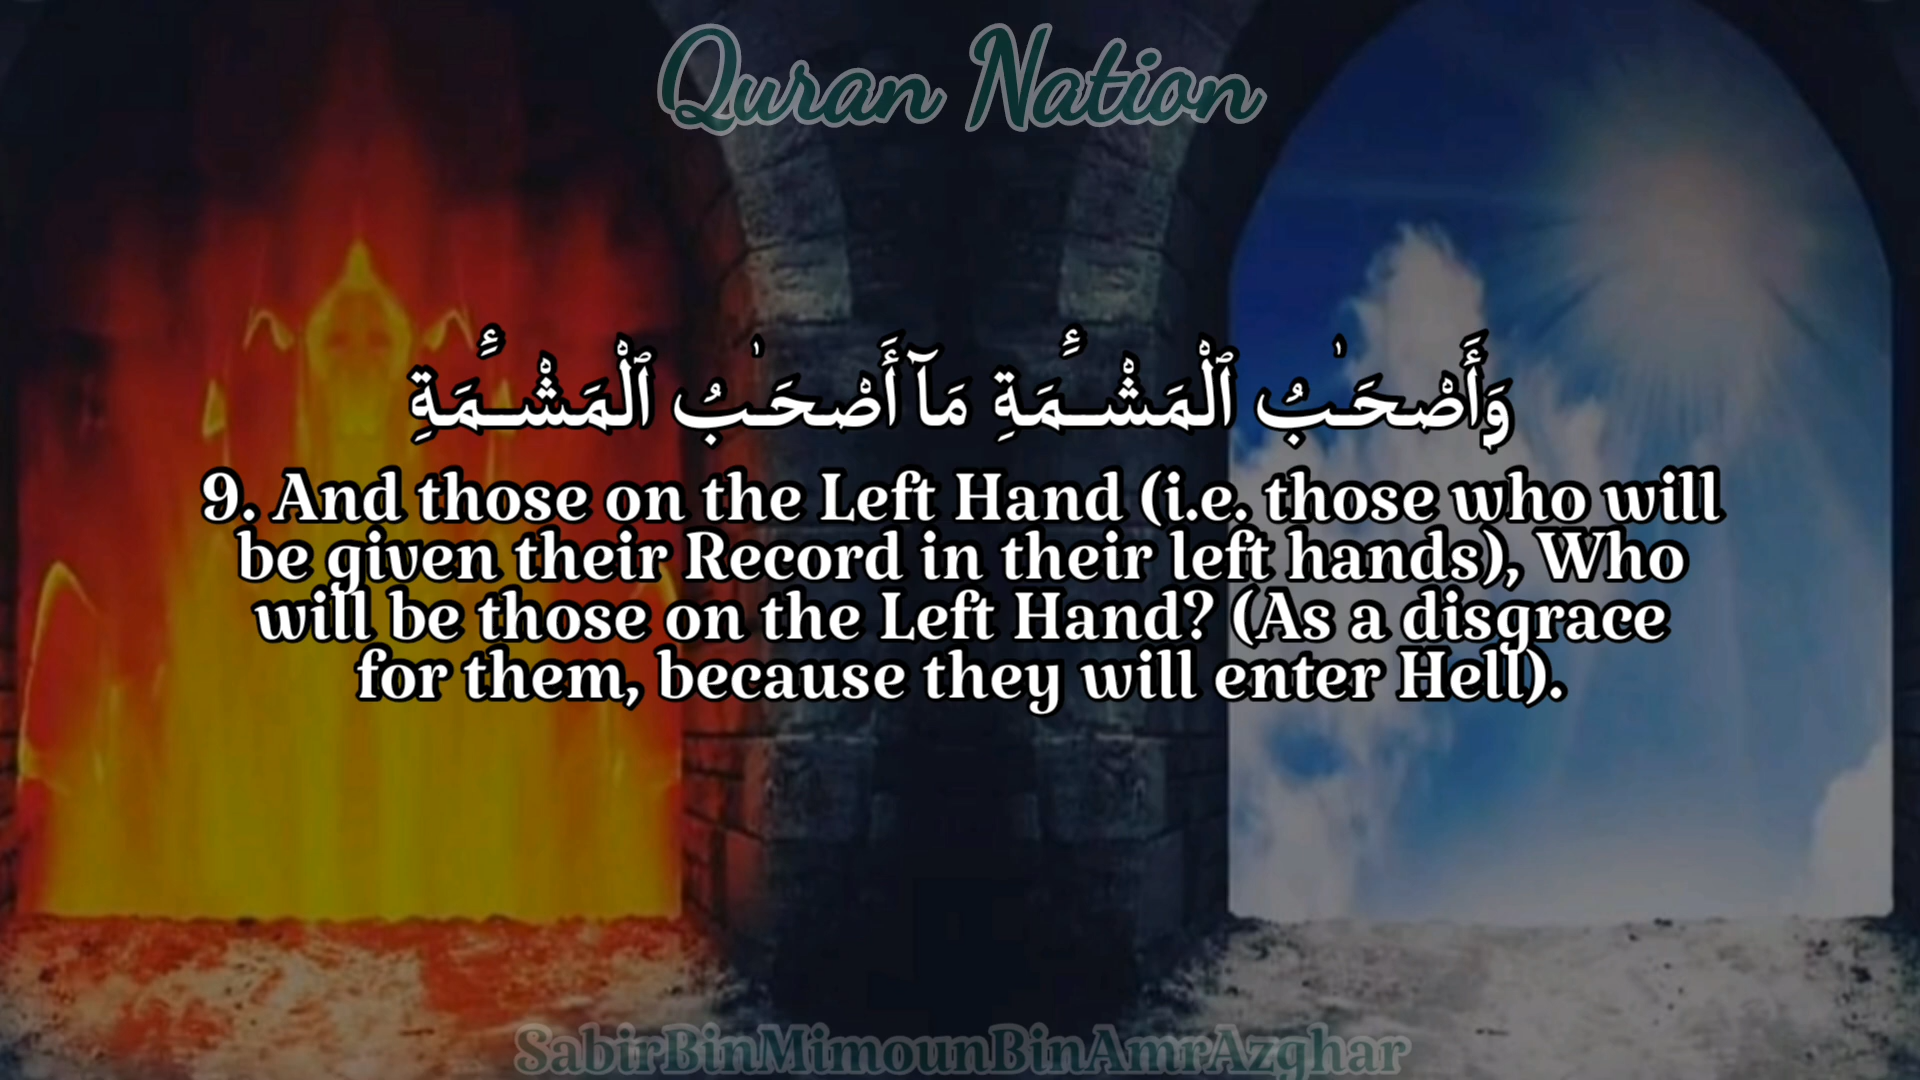 Quran Nation
وَأَصْحَـٰبُ ٱلْمَشْـَٔمَةِ مَآ أَصْحَـٰبُ ٱلْمَشْـَٔمَةِ
9. And those on the Left Hand (i.e. those who will
be given their Record in their left hands), Who
will be those on the Left Hand? (As a disgrace
for them, because they will enter Hell).
SabirBinMimounBinAmrAzghar